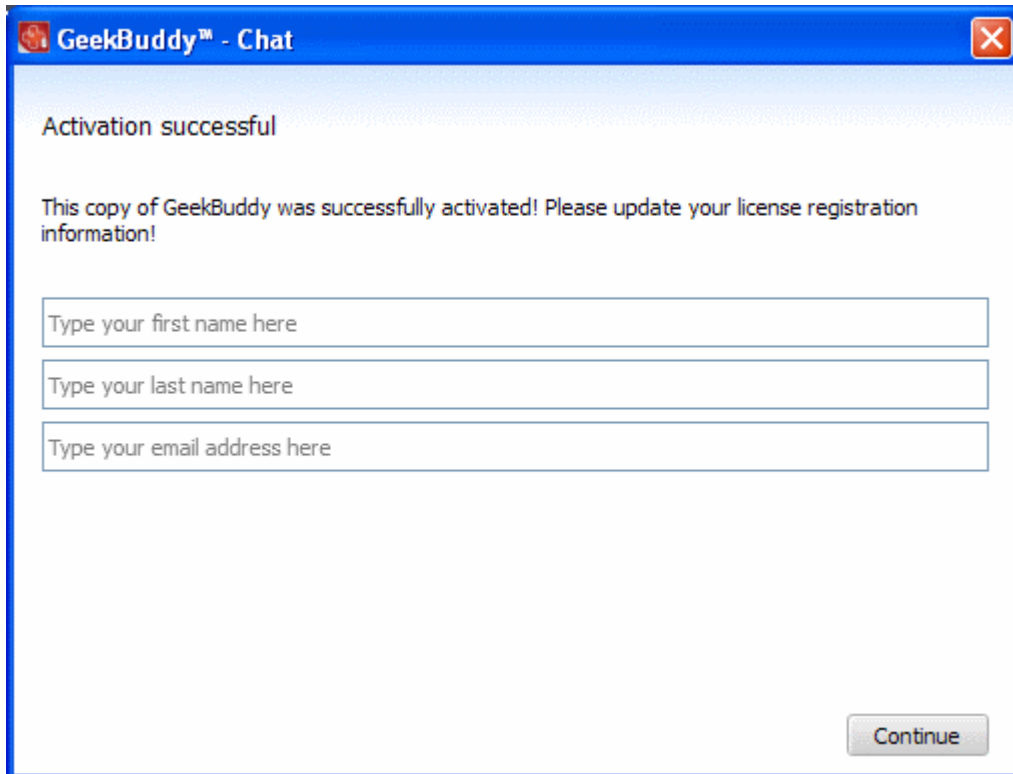 GeekBuddy™ - Chat
Activation successful
This copy of GeekBuddy was successfully activated! Please update your license registration
information!
Type your first name here
Type your last name here
Type your email address here
Continue